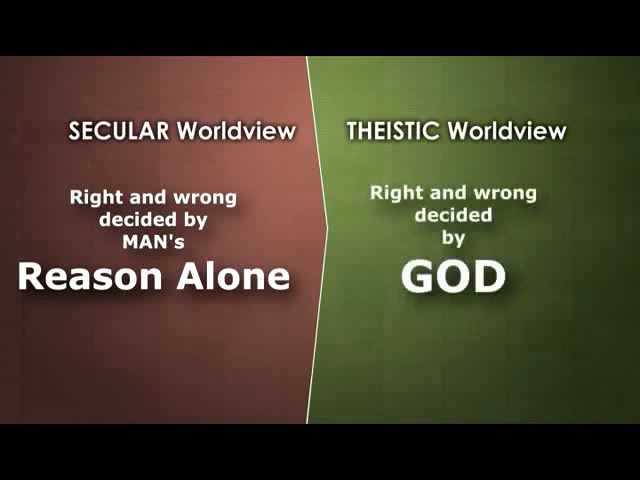 SECULAR Worldview
Right and wrong
decided by
MAN's
Reason Alone
THEISTIC Worldview
Right and wrong
decided
by
GOD